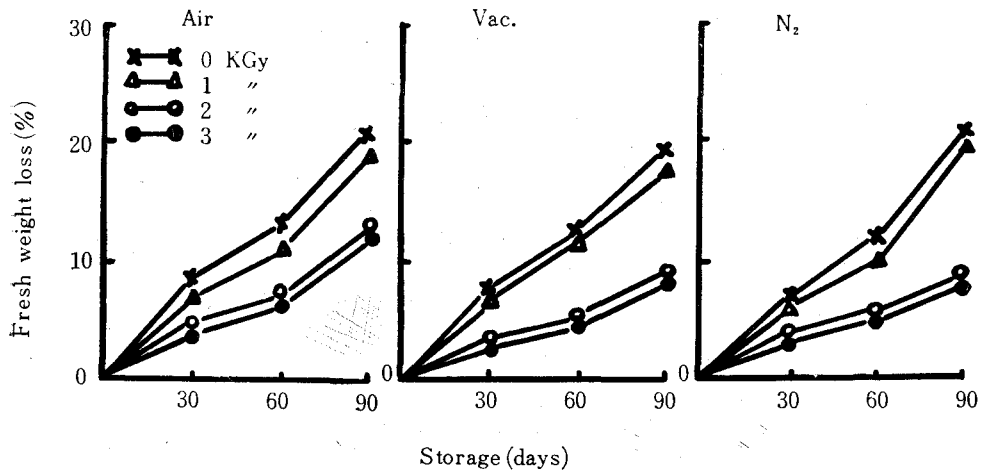 30
Air
Vac.
N₂
0 KGy
1 〃
2 〃
3 〃
20
10
0
0
0
30 60 90
30 60 90
30 60 90
Fresh weight loss (%)
Storage (days)